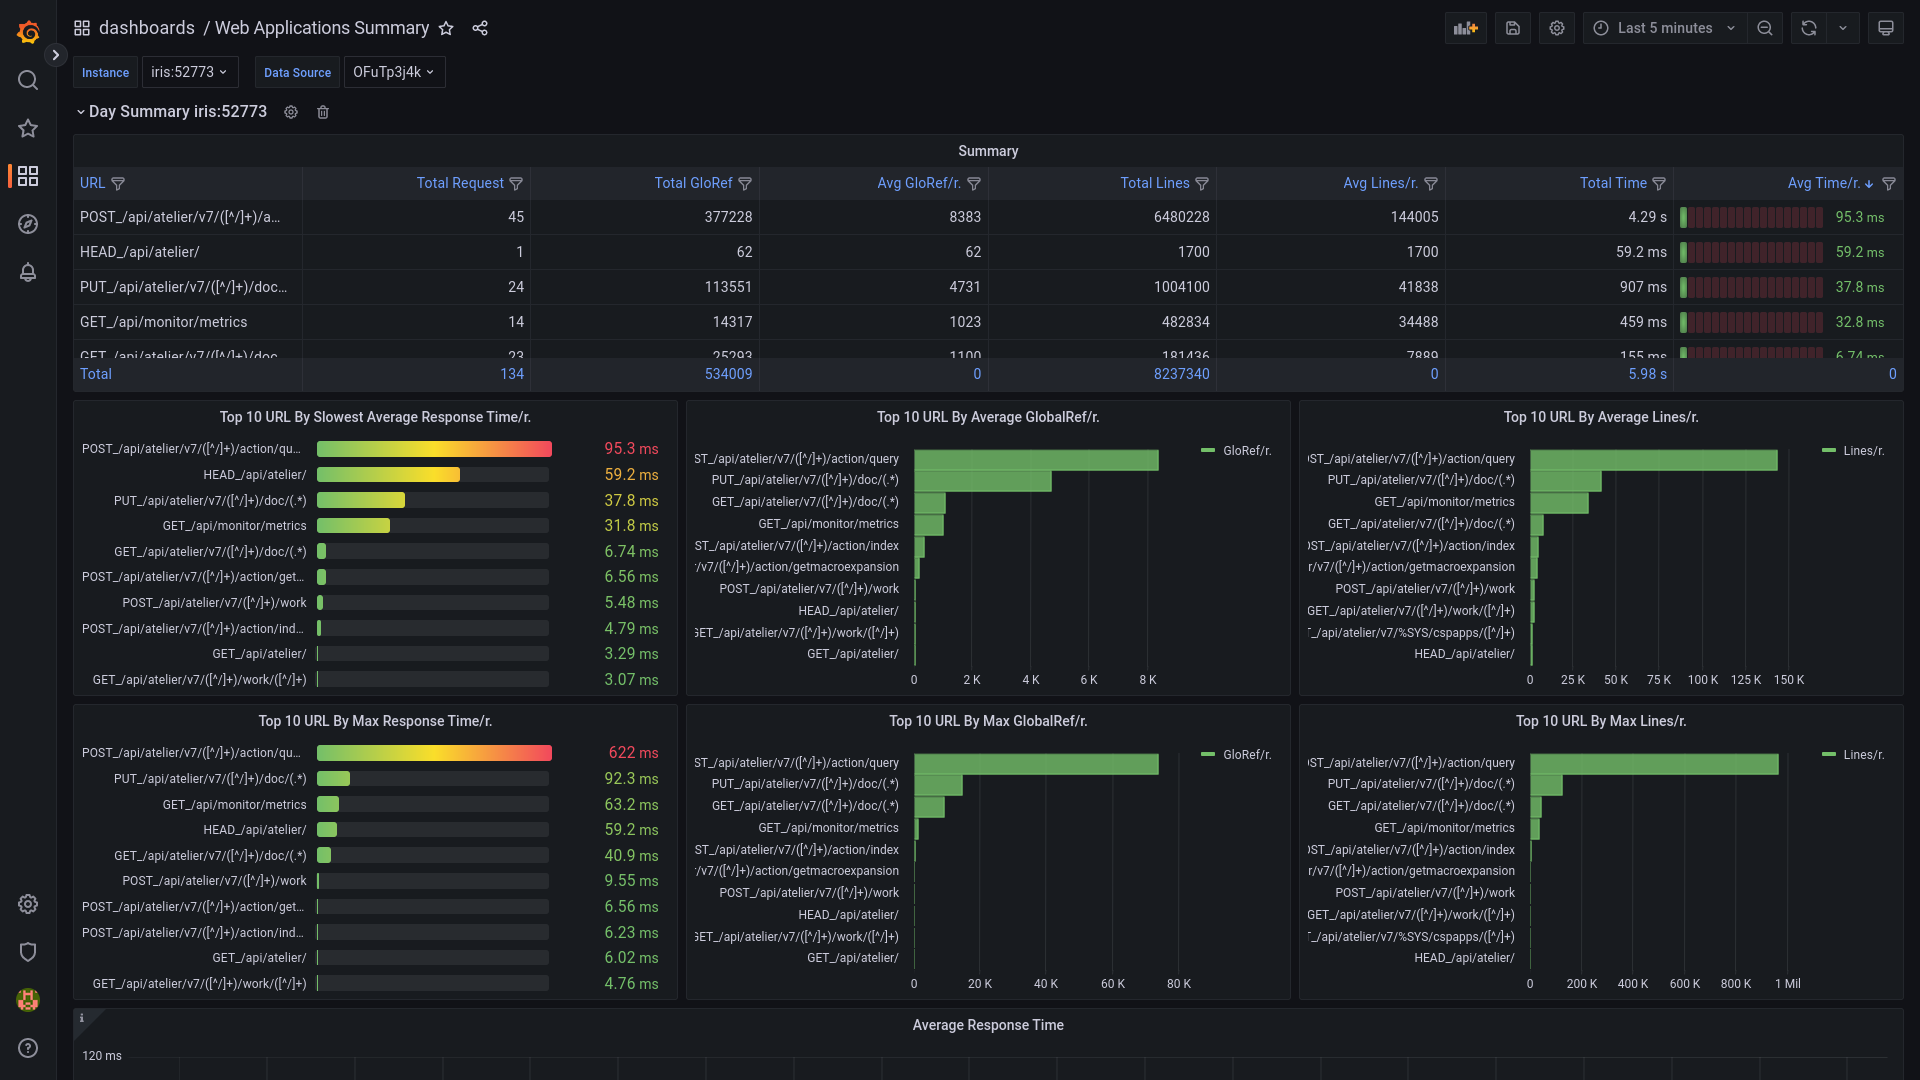 dashboards / Web Applications Summary
Last 5 minutes
Instance iris:52773 Data Source OFuTp3j4k
Day Summary iris:52773
Summary
URL Total Request Total GloRef Avg GloRef/r. Total Lines Avg Lines/r. Total Time Avg Time/r.
POST_/api/atelier/v7/([^/]+)/a... 45 377228 8383 6480228 144005 4.29 s 95.3 ms
HEAD_/api/atelier/ 1 62 62 1700 1700 59.2 ms 59.2 ms
PUT_/api/atelier/v7/([^/]+)/doc... 24 113551 4731 1004100 41838 907 ms 37.8 ms
GET_/api/monitor/metrics 14 14317 1023 482834 34488 459 ms 32.8 ms
GET_/api/atelier/v7/([^/]+)/doc... 23 25293 1100 181436 7889 155 ms 6.74 ms
Total 134 534009 0 8237340 0 5.98 s 0
Top 10 URL By Slowest Average Response Time/r.
POST_/api/atelier/v7/([^/]+)/action/qu... 95.3 ms
HEAD_/api/atelier/ 59.2 ms
PUT_/api/atelier/v7/([^/]+)/doc/(.*) 37.8 ms
GET_/api/monitor/metrics 31.8 ms
GET_/api/atelier/v7/([^/]+)/doc/(.*) 6.74 ms
POST_/api/atelier/v7/([^/]+)/action/get... 6.56 ms
POST_/api/atelier/v7/([^/]+)/work 5.48 ms
POST_/api/atelier/v7/([^/]+)/action/ind... 4.79 ms
GET_/api/atelier/ 3.29 ms
GET_/api/atelier/v7/([^/]+)/work/([^/]+) 3.07 ms
Top 10 URL By Average GlobalRef/r.
GloRef/r.
ST_/api/atelier/v7/([^/]+)/action/query
PUT_/api/atelier/v7/([^/]+)/doc/(.*)
GET_/api/atelier/v7/([^/]+)/doc/(.*)
GET_/api/monitor/metrics
ST_/api/atelier/v7/([^/]+)/action/index
/v7/([^/]+)/action/getmacroexpansion
POST_/api/atelier/v7/([^/]+)/work
HEAD_/api/atelier/
GET_/api/atelier/v7/([^/]+)/work/([^/]+)
GET_/api/atelier/
0 2 K 4 K 6 K 8 K
Top 10 URL By Average Lines/r.
Lines/r.
OST_/api/atelier/v7/([^/]+)/action/query
PUT_/api/atelier/v7/([^/]+)/doc/(.*)
GET_/api/monitor/metrics
GET_/api/atelier/v7/([^/]+)/doc/(.*)
OST_/api/atelier/v7/([^/]+)/action/index
r/v7/([^/]+)/action/getmacroexpansion
POST_/api/atelier/v7/([^/]+)/work
GET_/api/atelier/v7/([^/]+)/work/([^/]+)
T_/api/atelier/v7/%SYS/cspapps/([^/]+)
HEAD_/api/atelier/
0 25 K 50 K 75 K 100 K 125 K 150 K
Top 10 URL By Max Response Time/r.
POST_/api/atelier/v7/([^/]+)/action/qu... 622 ms
PUT_/api/atelier/v7/([^/]+)/doc/(.*) 92.3 ms
GET_/api/monitor/metrics 63.2 ms
HEAD_/api/atelier/ 59.2 ms
GET_/api/atelier/v7/([^/]+)/doc/(.*) 40.9 ms
POST_/api/atelier/v7/([^/]+)/work 9.55 ms
POST_/api/atelier/v7/([^/]+)/action/get... 6.56 ms
POST_/api/atelier/v7/([^/]+)/action/ind... 6.23 ms
GET_/api/atelier/ 6.02 ms
GET_/api/atelier/v7/([^/]+)/work/([^/]+) 4.76 ms
Top 10 URL By Max GlobalRef/r.
GloRef/r.
ST_/api/atelier/v7/([^/]+)/action/query
PUT_/api/atelier/v7/([^/]+)/doc/(.*)
GET_/api/atelier/v7/([^/]+)/doc/(.*)
GET_/api/monitor/metrics
ST_/api/atelier/v7/([^/]+)/action/index
/v7/([^/]+)/action/getmacroexpansion
POST_/api/atelier/v7/([^/]+)/work
HEAD_/api/atelier/
GET_/api/atelier/v7/([^/]+)/work/([^/]+)
GET_/api/atelier/
0 20 K 40 K 60 K 80 K
Top 10 URL By Max Lines/r.
Lines/r.
OST_/api/atelier/v7/([^/]+)/action/query
PUT_/api/atelier/v7/([^/]+)/doc/(.*)
GET_/api/atelier/v7/([^/]+)/doc/(.*)
GET_/api/monitor/metrics
OST_/api/atelier/v7/([^/]+)/action/index
r/v7/([^/]+)/action/getmacroexpansion
POST_/api/atelier/v7/([^/]+)/work
GET_/api/atelier/v7/([^/]+)/work/([^/]+)
T_/api/atelier/v7/%SYS/cspapps/([^/]+)
HEAD_/api/atelier/
0 200 K 400 K 600 K 800 K 1 Mil
Average Response Time
120 ms